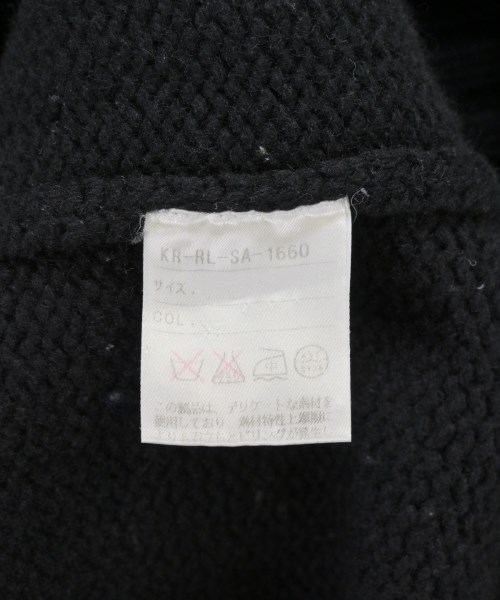 KR-RL-SA-1660
サイズ.
COL.
中
この製品は、デリケートな素材を
使用しており 素材特性上摩擦に